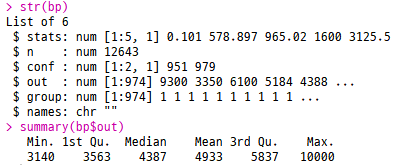 > str(bp)
List of 6
 $ stats: num [1:5, 1] 0.101 578.897 965.02 1600 3125.5
 $ n    : num 12643
 $ conf : num [1:2, 1] 951 979
 $ out  : num [1:974] 9300 3350 6100 5184 4388 ...
 $ group: num [1:974] 1 1 1 1 1 1 1 1 1 1 ...
 $ names: chr ""
> summary(bp$out)
   Min. 1st Qu.  Median    Mean 3rd Qu.    Max.
   3140    3563    4387    4933    5837   10000